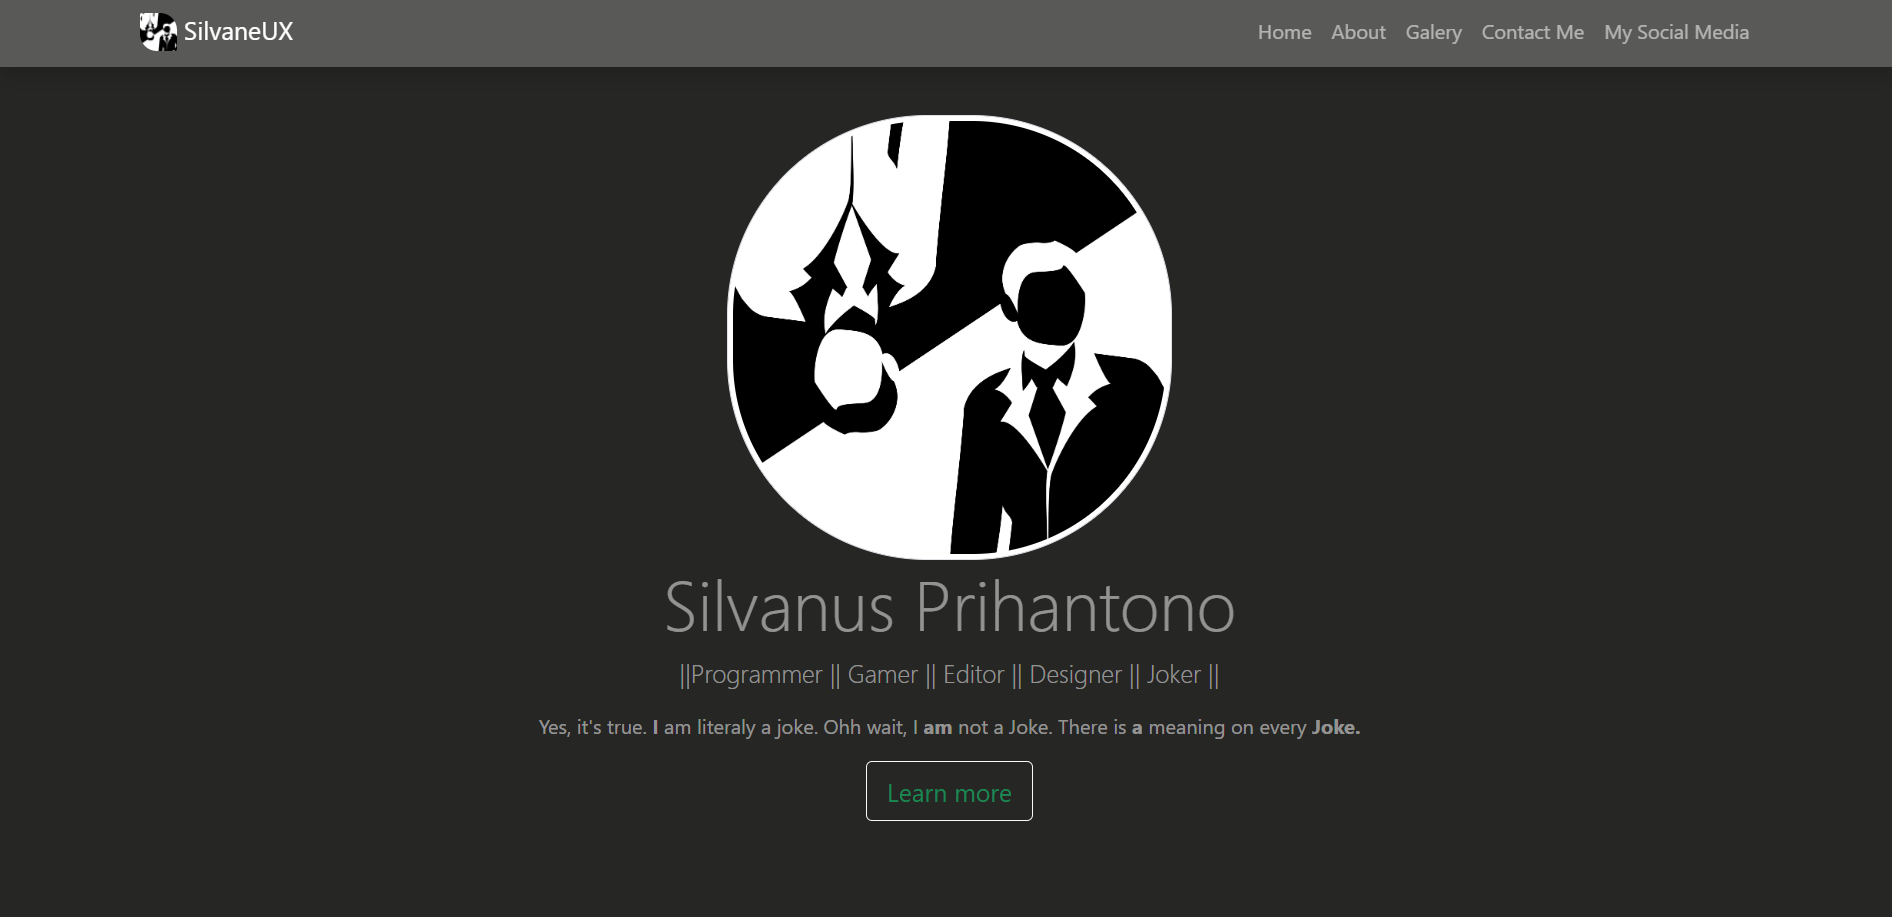 SilvaneUX
Home About Galery Contact Me My Social Media
Silvanus Prihantono
||Programmer || Gamer || Editor || Designer || Joker ||
Yes, it's true. I am literaly a joke. Ohh wait, I am not a Joke. There is a meaning on every Joke.
Learn more